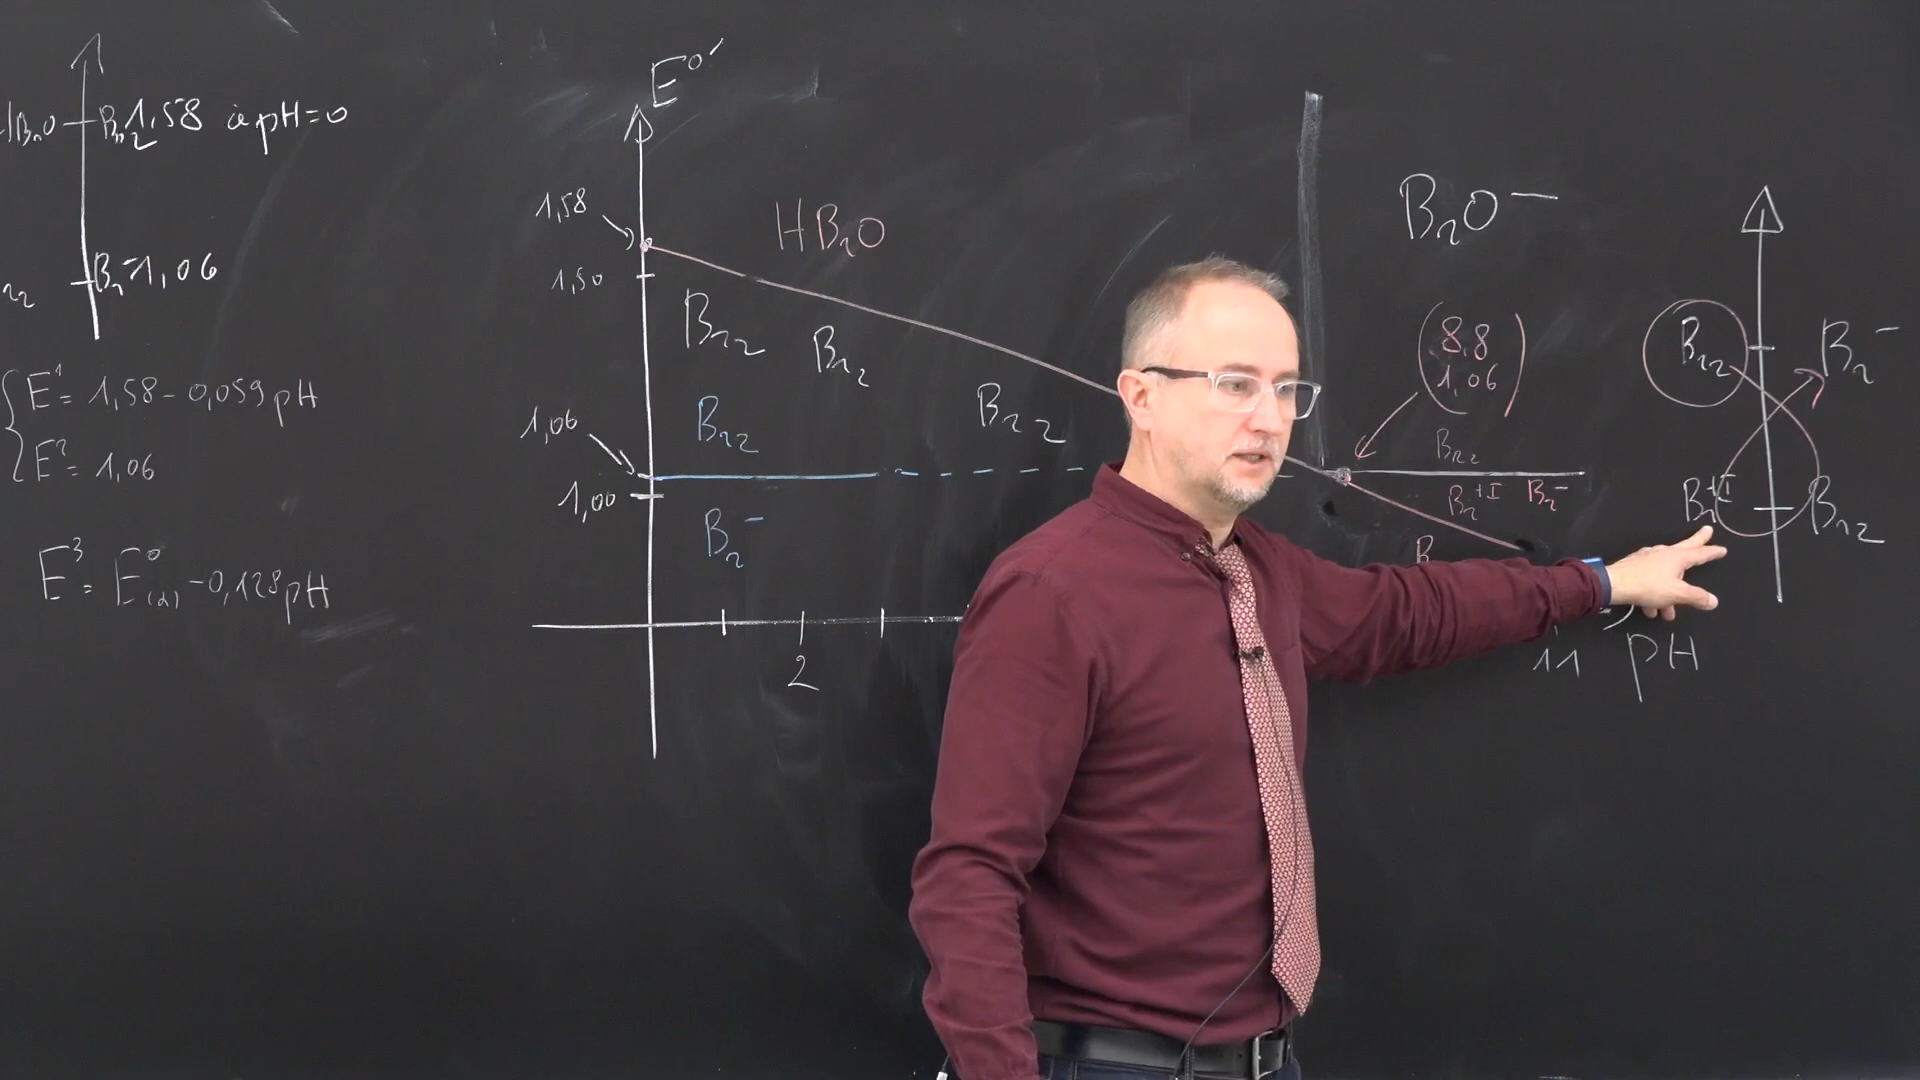 HBrO Br2 1,58 à pH=0
Br2 Br⁻ 1,06
E¹ = 1,58 - 0,059 pH
E² = 1,06
E³ = E⁰(α) - 0,128 pH
E⁰′
1,58
1,50
1,06
1,00
HBrO
Br2
Br2
Br2
Br2
Br⁻
2
BrO⁻
8,8
1,06
Br2
Br+I Br⁻
11
pH
Br2 Br⁻
Br+I Br2